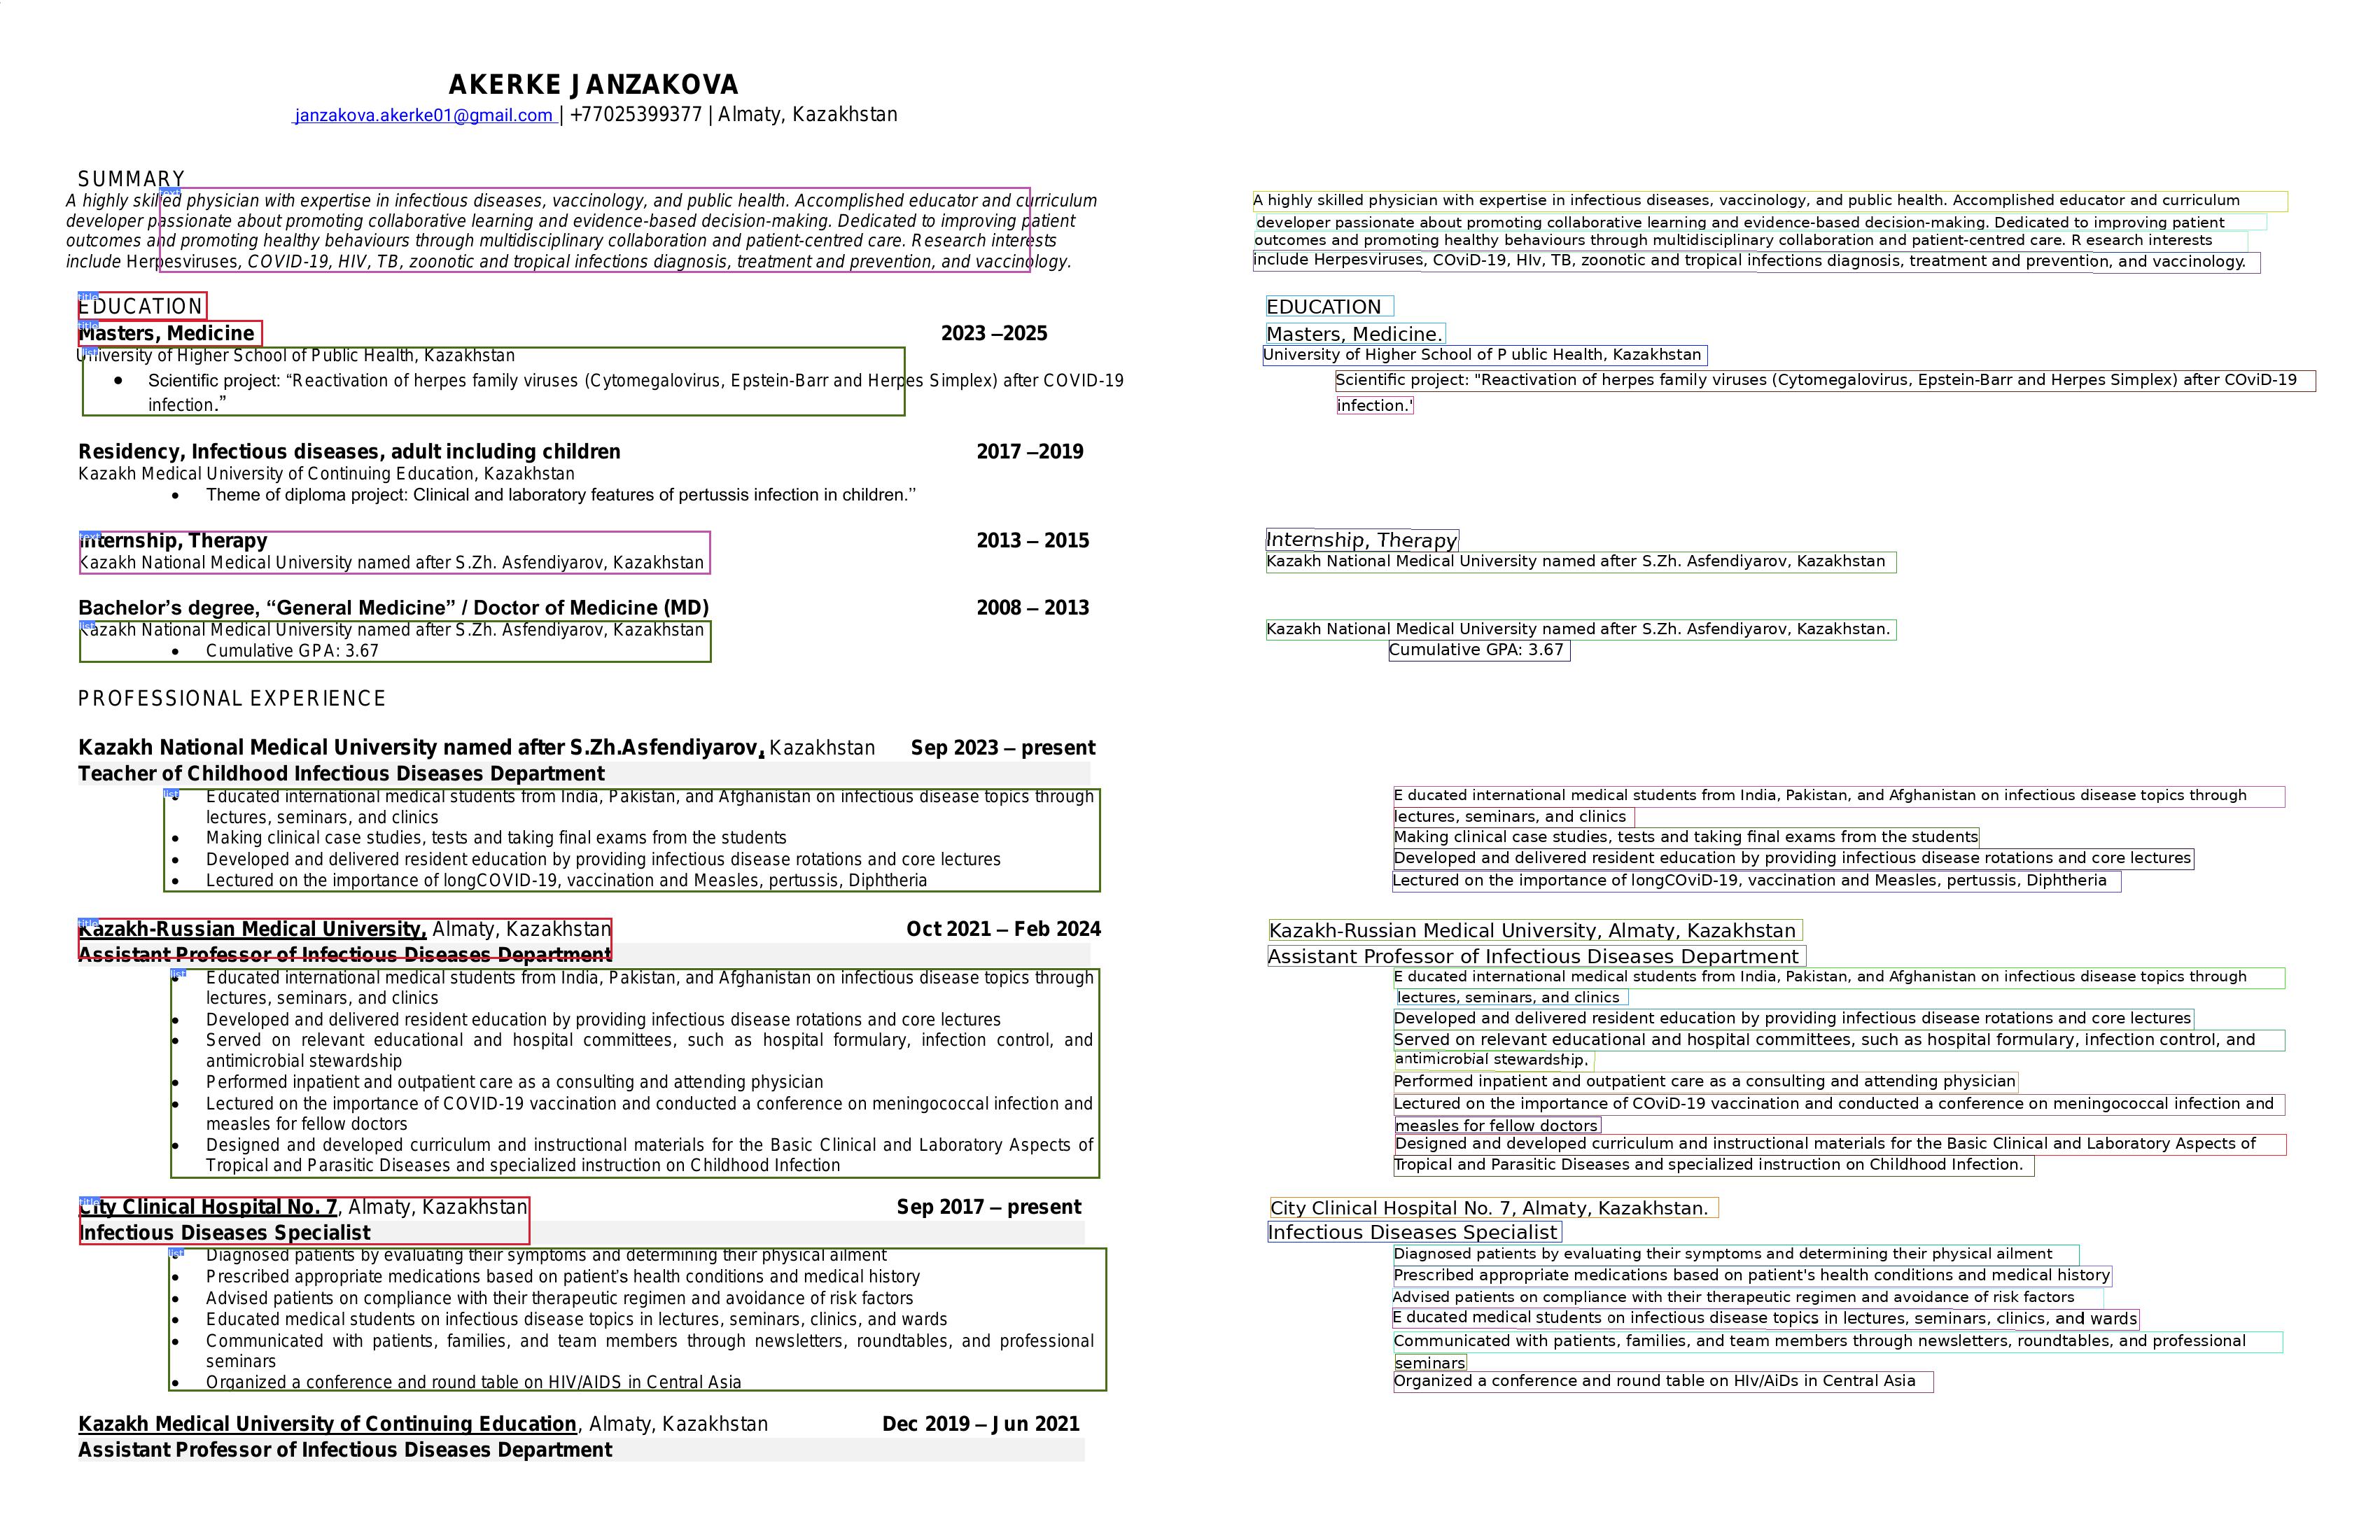 AKERKE JANZAKOVA
janzakova.akerke01@gmail.com | +77025399377 | Almaty, Kazakhstan
SUMMARY
text
A highly skilled physician with expertise in infectious diseases, vaccinology, and public health. Accomplished educator and curriculum
developer passionate about promoting collaborative learning and evidence-based decision-making. Dedicated to improving patient
outcomes and promoting healthy behaviours through multidisciplinary collaboration and patient-centred care. Research interests
include Herpesviruses, COVID-19, HIV, TB, zoonotic and tropical infections diagnosis, treatment and prevention, and vaccinology.
title
EDUCATION
title
Masters, Medicine 2023 –2025
list
University of Higher School of Public Health, Kazakhstan
• Scientific project: “Reactivation of herpes family viruses (Cytomegalovirus, Epstein-Barr and Herpes Simplex) after COVID-19
infection.”
Residency, Infectious diseases, adult including children 2017 –2019
Kazakh Medical University of Continuing Education, Kazakhstan
• Theme of diploma project: Clinical and laboratory features of pertussis infection in children.’’
text
Internship, Therapy 2013 – 2015
Kazakh National Medical University named after S.Zh. Asfendiyarov, Kazakhstan
Bachelor’s degree, “General Medicine” / Doctor of Medicine (MD) 2008 – 2013
list
Kazakh National Medical University named after S.Zh. Asfendiyarov, Kazakhstan
• Cumulative GPA: 3.67
PROFESSIONAL EXPERIENCE
Kazakh National Medical University named after S.Zh.Asfendiyarov, Kazakhstan Sep 2023 – present
Teacher of Childhood Infectious Diseases Department
list
• Educated international medical students from India, Pakistan, and Afghanistan on infectious disease topics through
lectures, seminars, and clinics
• Making clinical case studies, tests and taking final exams from the students
• Developed and delivered resident education by providing infectious disease rotations and core lectures
• Lectured on the importance of longCOVID-19, vaccination and Measles, pertussis, Diphtheria
title
Kazakh-Russian Medical University, Almaty, Kazakhstan Oct 2021 – Feb 2024
Assistant Professor of Infectious Diseases Department
list
• Educated international medical students from India, Pakistan, and Afghanistan on infectious disease topics through
lectures, seminars, and clinics
• Developed and delivered resident education by providing infectious disease rotations and core lectures
• Served on relevant educational and hospital committees, such as hospital formulary, infection control, and
antimicrobial stewardship
• Performed inpatient and outpatient care as a consulting and attending physician
• Lectured on the importance of COVID-19 vaccination and conducted a conference on meningococcal infection and
measles for fellow doctors
• Designed and developed curriculum and instructional materials for the Basic Clinical and Laboratory Aspects of
Tropical and Parasitic Diseases and specialized instruction on Childhood Infection
title
City Clinical Hospital No. 7, Almaty, Kazakhstan Sep 2017 – present
Infectious Diseases Specialist
list
• Diagnosed patients by evaluating their symptoms and determining their physical ailment
• Prescribed appropriate medications based on patient’s health conditions and medical history
• Advised patients on compliance with their therapeutic regimen and avoidance of risk factors
• Educated medical students on infectious disease topics in lectures, seminars, clinics, and wards
• Communicated with patients, families, and team members through newsletters, roundtables, and professional
seminars
• Organized a conference and round table on HIV/AIDS in Central Asia
Kazakh Medical University of Continuing Education, Almaty, Kazakhstan Dec 2019 – Jun 2021
Assistant Professor of Infectious Diseases Department
A highly skilled physician with expertise in infectious diseases, vaccinology, and public health. Accomplished educator and curriculum
developer passionate about promoting collaborative learning and evidence-based decision-making. Dedicated to improving patient
outcomes and promoting healthy behaviours through multidisciplinary collaboration and patient-centred care. R esearch interests
include Herpesviruses, COviD-19, HIv, TB, zoonotic and tropical infections diagnosis, treatment and prevention, and vaccinology.
EDUCATION
Masters, Medicine.
University of Higher School of P ublic Health, Kazakhstan
Scientific project: "Reactivation of herpes family viruses (Cytomegalovirus, Epstein-Barr and Herpes Simplex) after COviD-19
infection.'
Internship, Therapy
Kazakh National Medical University named after S.Zh. Asfendiyarov, Kazakhstan
Kazakh National Medical University named after S.Zh. Asfendiyarov, Kazakhstan.
Cumulative GPA: 3.67
E ducated international medical students from India, Pakistan, and Afghanistan on infectious disease topics through
lectures, seminars, and clinics
Making clinical case studies, tests and taking final exams from the students
Developed and delivered resident education by providing infectious disease rotations and core lectures
Lectured on the importance of longCOviD-19, vaccination and Measles, pertussis, Diphtheria
Kazakh-Russian Medical University, Almaty, Kazakhstan
Assistant Professor of Infectious Diseases Department
E ducated international medical students from India, Pakistan, and Afghanistan on infectious disease topics through
lectures, seminars, and clinics
Developed and delivered resident education by providing infectious disease rotations and core lectures
Served on relevant educational and hospital committees, such as hospital formulary, infection control, and
antimicrobial stewardship.
Performed inpatient and outpatient care as a consulting and attending physician
Lectured on the importance of COviD-19 vaccination and conducted a conference on meningococcal infection and
measles for fellow doctors
Designed and developed curriculum and instructional materials for the Basic Clinical and Laboratory Aspects of
Tropical and Parasitic Diseases and specialized instruction on Childhood Infection.
City Clinical Hospital No. 7, Almaty, Kazakhstan.
Infectious Diseases Specialist
Diagnosed patients by evaluating their symptoms and determining their physical ailment
Prescribed appropriate medications based on patient's health conditions and medical history
Advised patients on compliance with their therapeutic regimen and avoidance of risk factors
E ducated medical students on infectious disease topics in lectures, seminars, clinics, and wards
Communicated with patients, families, and team members through newsletters, roundtables, and professional
seminars
Organized a conference and round table on HIv/AiDs in Central Asia